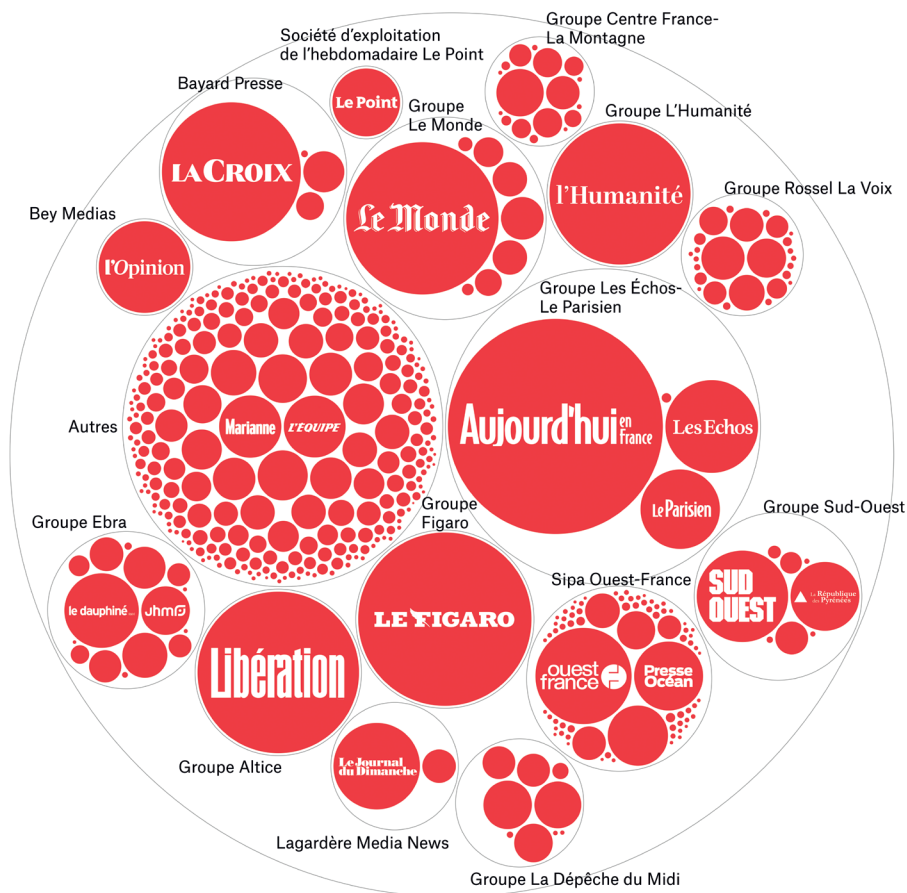 Groupe Centre France-
La Montagne
Société d'exploitation
de l'hebdomadaire Le Point
Bayard Presse
Le Point
Groupe
Le Monde
Groupe L'Humanité
LA CROIX
l'Humanité
Groupe Rossel La Voix
Bey Medias
Le Monde
l'Opinion
Groupe Les Échos-
Le Parisien
Autres
Marianne
L'ÉQUIPE
Aujourd'hui en france
Les Echos
Le Parisien
Groupe Ebra
Groupe
Figaro
Groupe Sud-Ouest
Sipa Ouest-France
le dauphiné
Jhm
LE FIGARO
SUD
OUEST
La République
des Pyrénées
Libération
ouest
france
Presse
Océan
Groupe Altice
Le Journal
du Dimanche
Lagardère Media News
Groupe La Dépêche du Midi